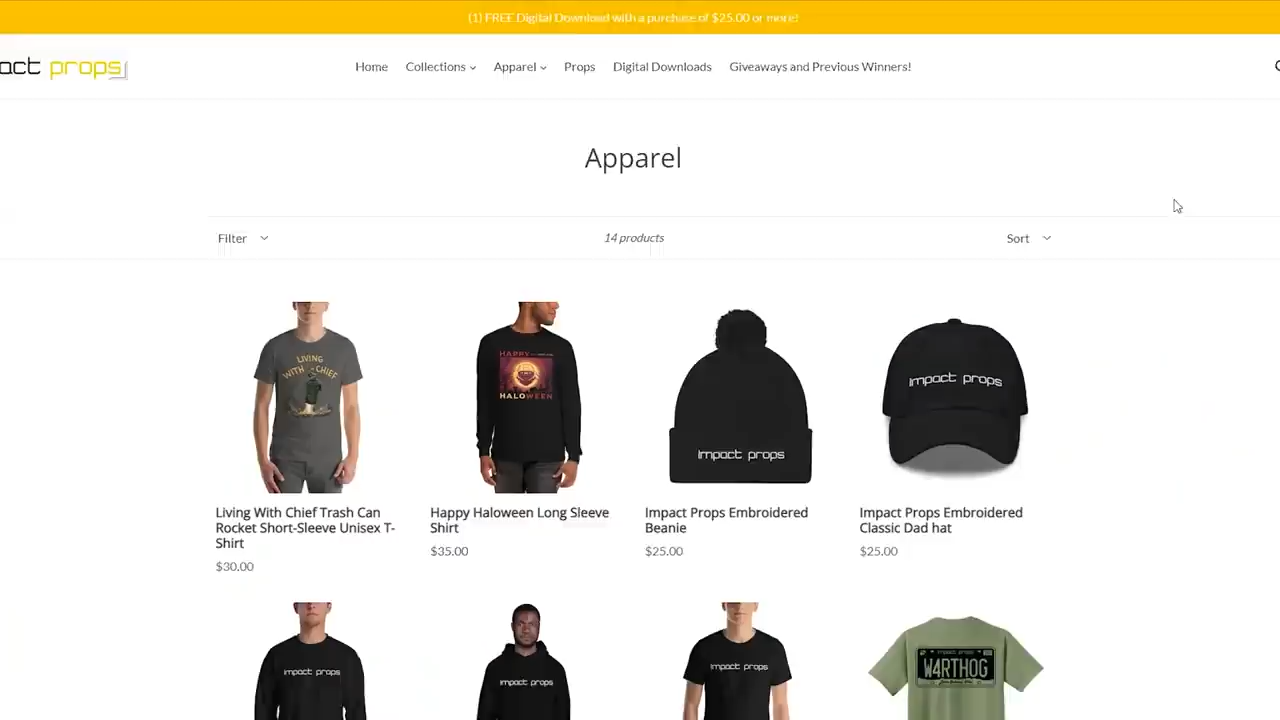 (1) FREE Digital Download with a purchase of $25.00 or more!
act props
Home Collections Apparel Props Digital Downloads Giveaways and Previous Winners!
Apparel
Filter 14 products Sort
LIVING
WITH CHIEF
HAPPY
HALOWEEN
Impact props
Impact props
Living With Chief Trash Can
Rocket Short-Sleeve Unisex T-
Shirt
$30.00
Happy Haloween Long Sleeve
Shirt
$35.00
Impact Props Embroidered
Beanie
$25.00
Impact Props Embroidered
Classic Dad hat
$25.00
Impact props
Impact props
Impact props
Impact props
W4RTHOG